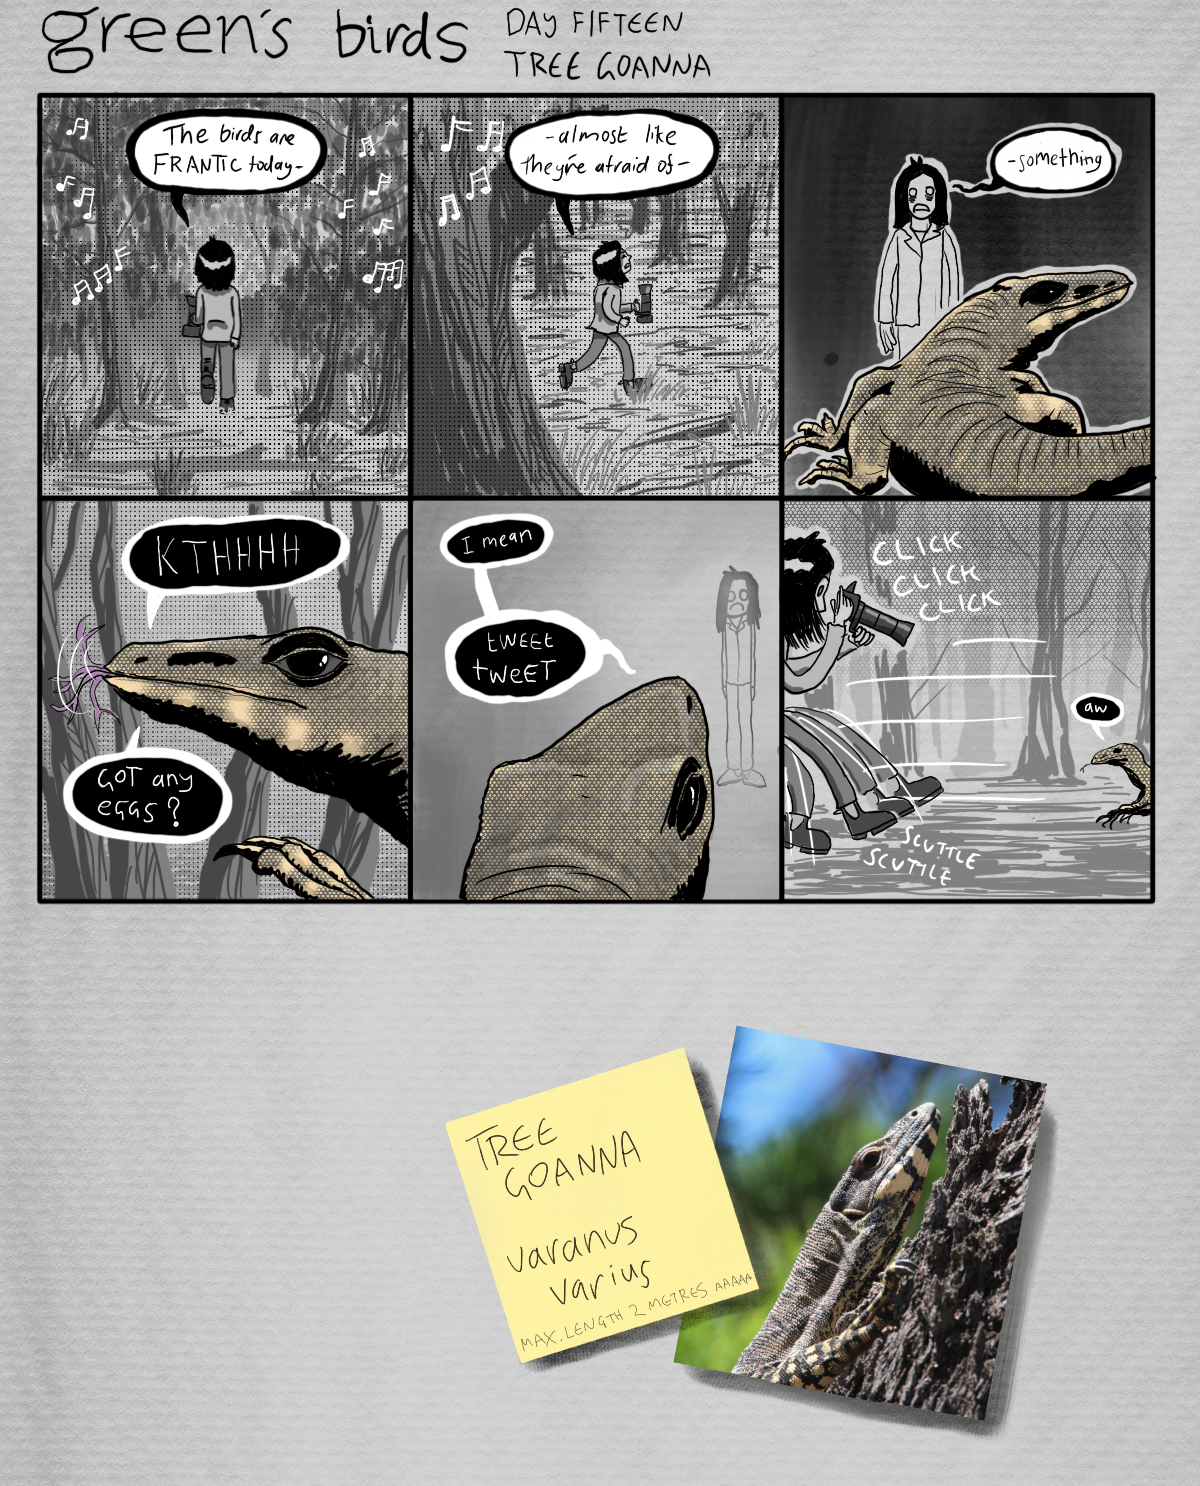 green's birds
DAY FIFTEEN
TREE GOANNA
The birds are
FRANTIC today-
-almost like
they're afraid of-
-something
KTHHHH
GOT any
eggs?
I mean
tweet
tweet
CLICK
CLICK
CLICK
aw
SCUTTLE
SCUTTLE
TREE
GOANNA
varanus
varius
MAX. LENGTH 2 METRES AAAAA